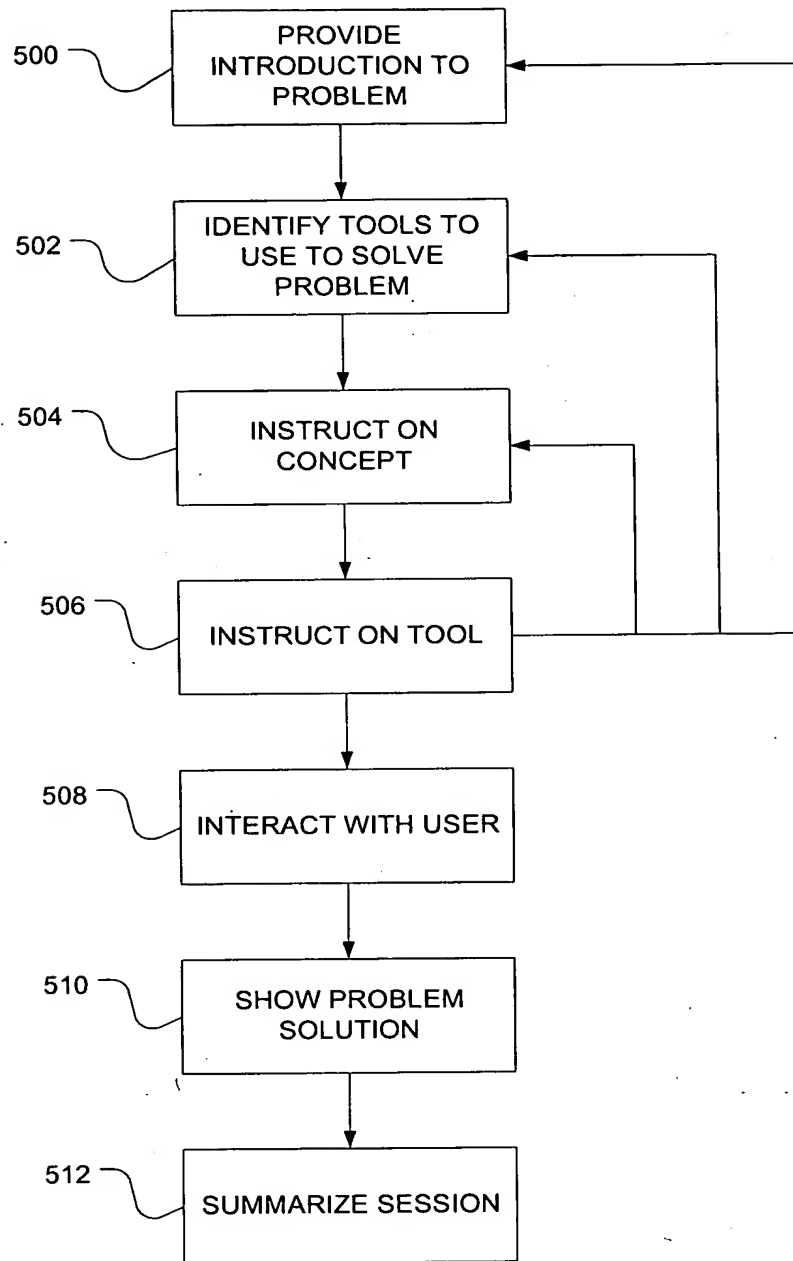 500
PROVIDE
INTRODUCTION TO
PROBLEM
502
IDENTIFY TOOLS TO
USE TO SOLVE
PROBLEM
504
INSTRUCT ON
CONCEPT
506
INSTRUCT ON TOOL
508
INTERACT WITH USER
510
SHOW PROBLEM
SOLUTION
512
SUMMARIZE SESSION